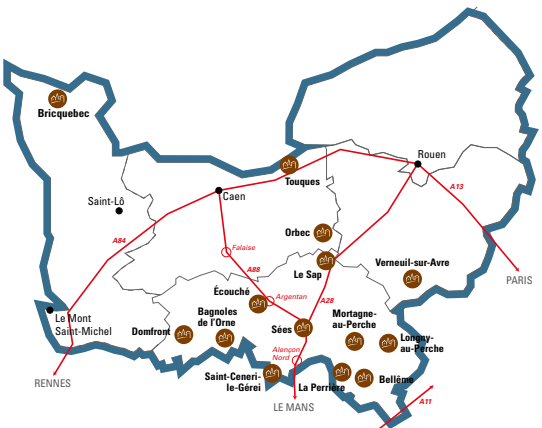 Bricquebec
Rouen
Touques
A13
Caen
Saint-Lô
Orbec
A84
Falaise
Le Sap
Verneuil-sur-Avre
A88
PARIS
Écouché
Argentan
A28
Le Mont
Saint-Michel
Bagnoles
de l'Orne
Mortagne-
au-Perche
Domfront
Sées
Longny-
au-Perche
Alençon
Nord
RENNES
Saint-Ceneri-
le-Gérei
La Perrière
Bellême
LE MANS
A11